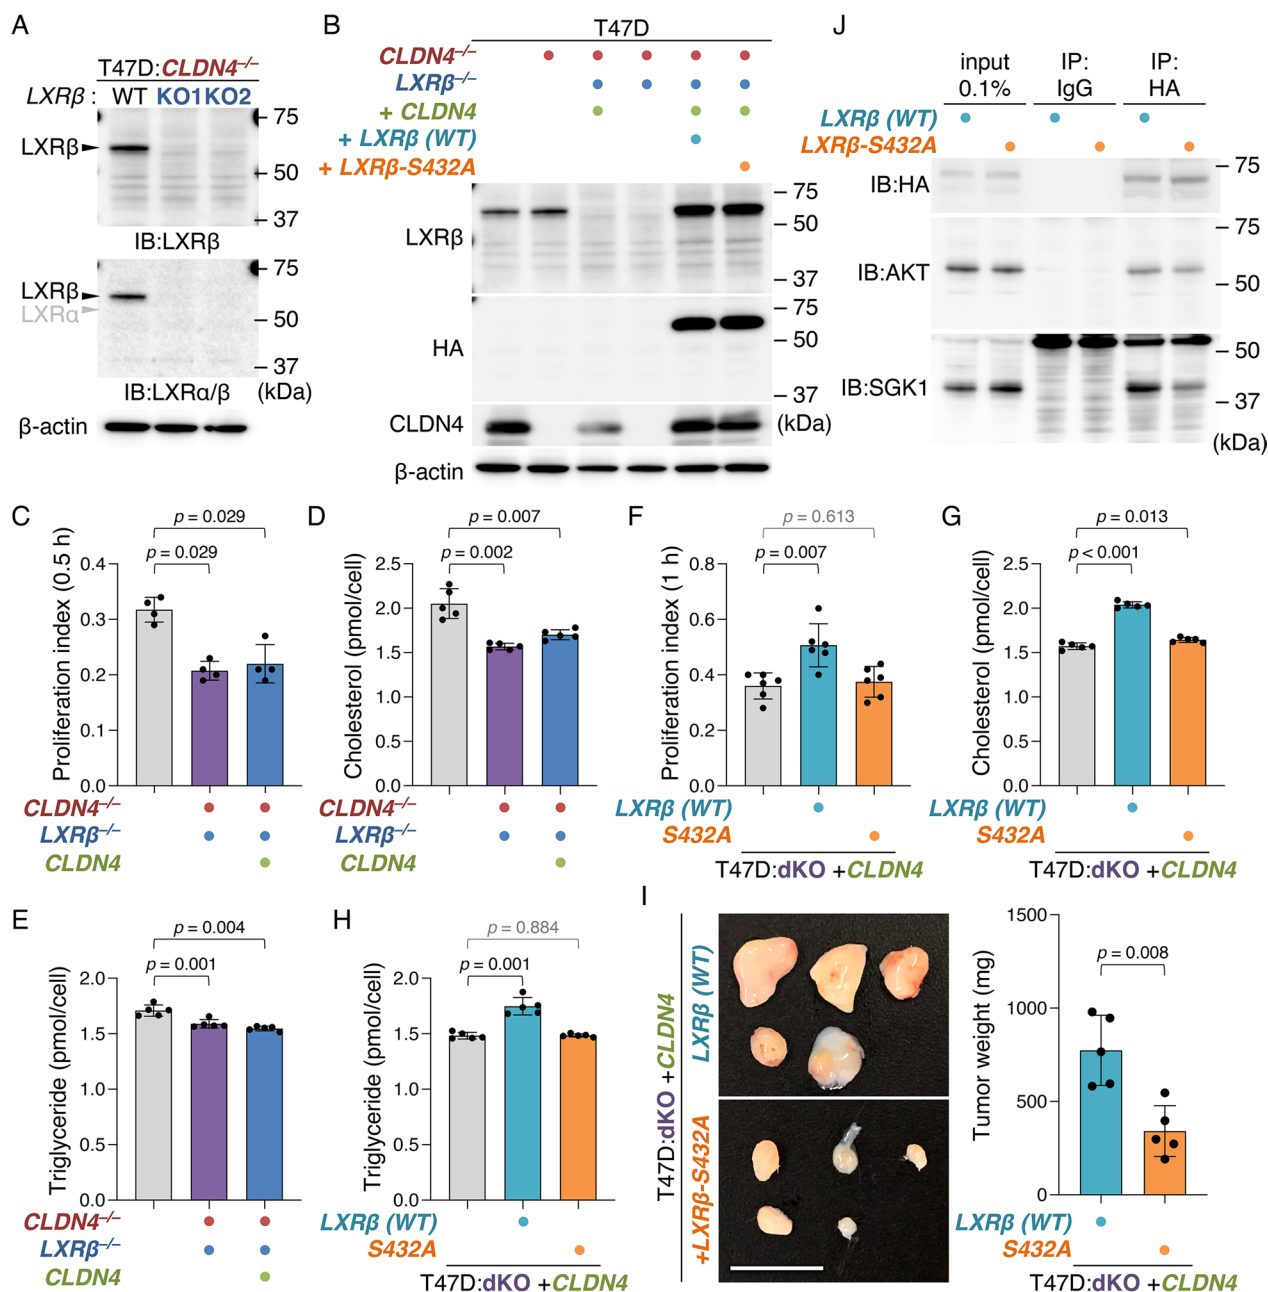 A
T47D:CLDN4–/–
LXRβ : WT KO1 KO2
75
LXRβ
50
37
IB:LXRβ
75
LXRβ
LXRα
50
37
IB:LXRα/β (kDa)
β-actin
B
T47D
CLDN4–/–
LXRβ–/–
+ CLDN4
+ LXRβ (WT)
+ LXRβ-S432A
75
LXRβ
50
37
75
HA
50
37
CLDN4 (kDa)
β-actin
J
input 0.1%
IP: IgG
IP: HA
LXRβ (WT)
LXRβ-S432A
IB:HA
75
75
IB:AKT
50
50
IB:SGK1
37
(kDa)
C
p = 0.029
p = 0.029
Proliferation index (0.5 h)
0.4
0.3
0.2
0.1
0.0
CLDN4–/–
LXRβ–/–
CLDN4
D
p = 0.007
p = 0.002
Cholesterol (pmol/cell)
2.5
2.0
1.5
1.0
0.5
0.0
CLDN4–/–
LXRβ–/–
CLDN4
F
p = 0.613
p = 0.007
Proliferation index (1 h)
0.8
0.6
0.4
0.2
0.0
LXRβ (WT)
S432A
T47D:dKO +CLDN4
G
p = 0.013
p < 0.001
Cholesterol (pmol/cell)
2.5
2.0
1.5
1.0
0.5
0.0
LXRβ (WT)
S432A
T47D:dKO +CLDN4
E
p = 0.004
p = 0.001
Triglyceride (pmol/cell)
2.0
1.5
1.0
0.5
0.0
CLDN4–/–
LXRβ–/–
CLDN4
H
p = 0.884
p = 0.001
Triglyceride (pmol/cell)
2.0
1.5
1.0
0.5
0.0
LXRβ (WT)
S432A
T47D:dKO +CLDN4
I
T47D:dKO +CLDN4
LXRβ (WT)
+LXRβ-S432A
p = 0.008
Tumor weight (mg)
1500
1000
500
0
LXRβ (WT)
S432A
T47D:dKO +CLDN4